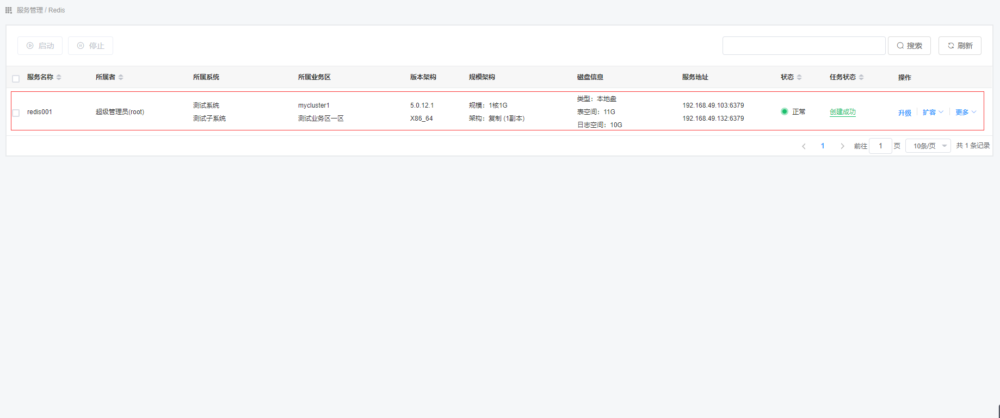 服务管理 / Redis
启动 停止 搜索 刷新
服务名称 所属者 所属系统 所属业务区 版本架构 规模架构 磁盘信息 服务地址 状态 任务状态 操作
redis001 超级管理员(root) 测试系统 测试子系统 mycluster1 测试业务区一区 5.0.12.1 X86_64 规模：1核1G 架构：复制 (1副本) 类型：本地盘 表空间：11G 日志空间：10G 192.168.49.103:6379 192.168.49.132:6379 正常 创建成功 升级 扩容 更多
1 前往 1 页 10条/页 共 1 条记录